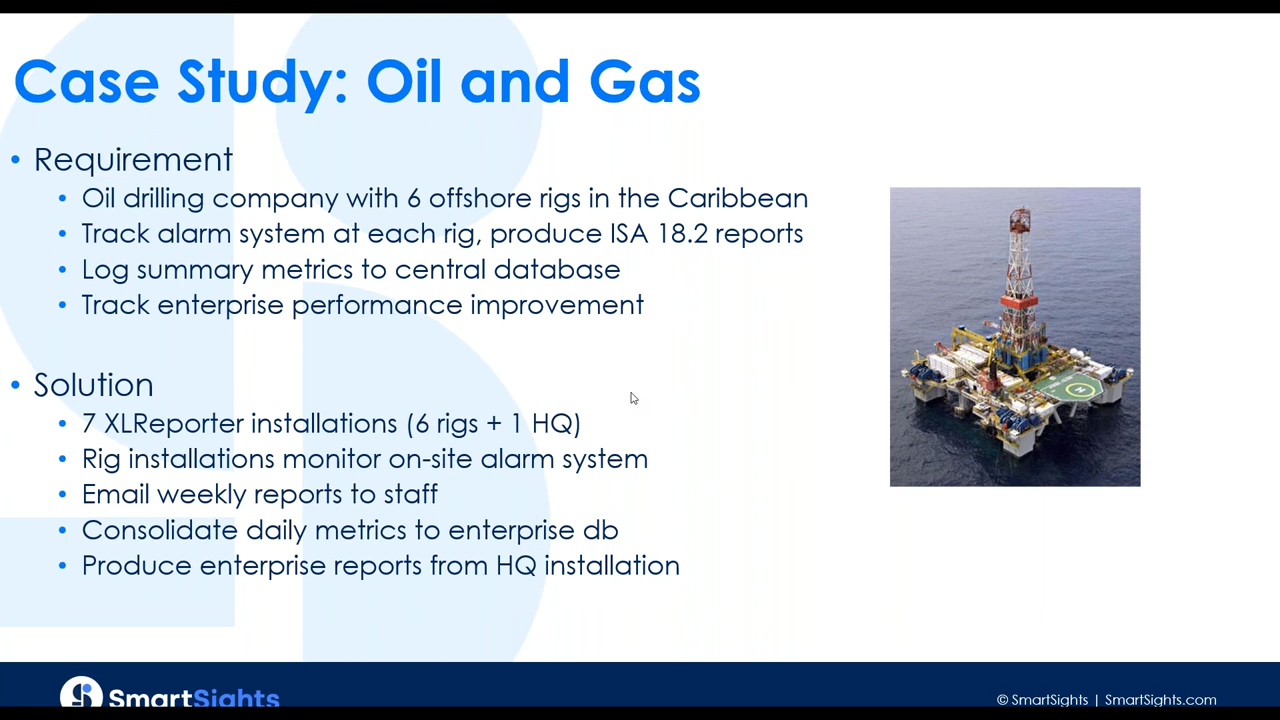 Case Study: Oil and Gas
• Requirement
• Oil drilling company with 6 offshore rigs in the Caribbean
• Track alarm system at each rig, produce ISA 18.2 reports
• Log summary metrics to central database
• Track enterprise performance improvement
• Solution
• 7 XLReporter installations (6 rigs + 1 HQ)
• Rig installations monitor on-site alarm system
• Email weekly reports to staff
• Consolidate daily metrics to enterprise db
• Produce enterprise reports from HQ installation
H
SmartSights
© SmartSights | SmartSights.com